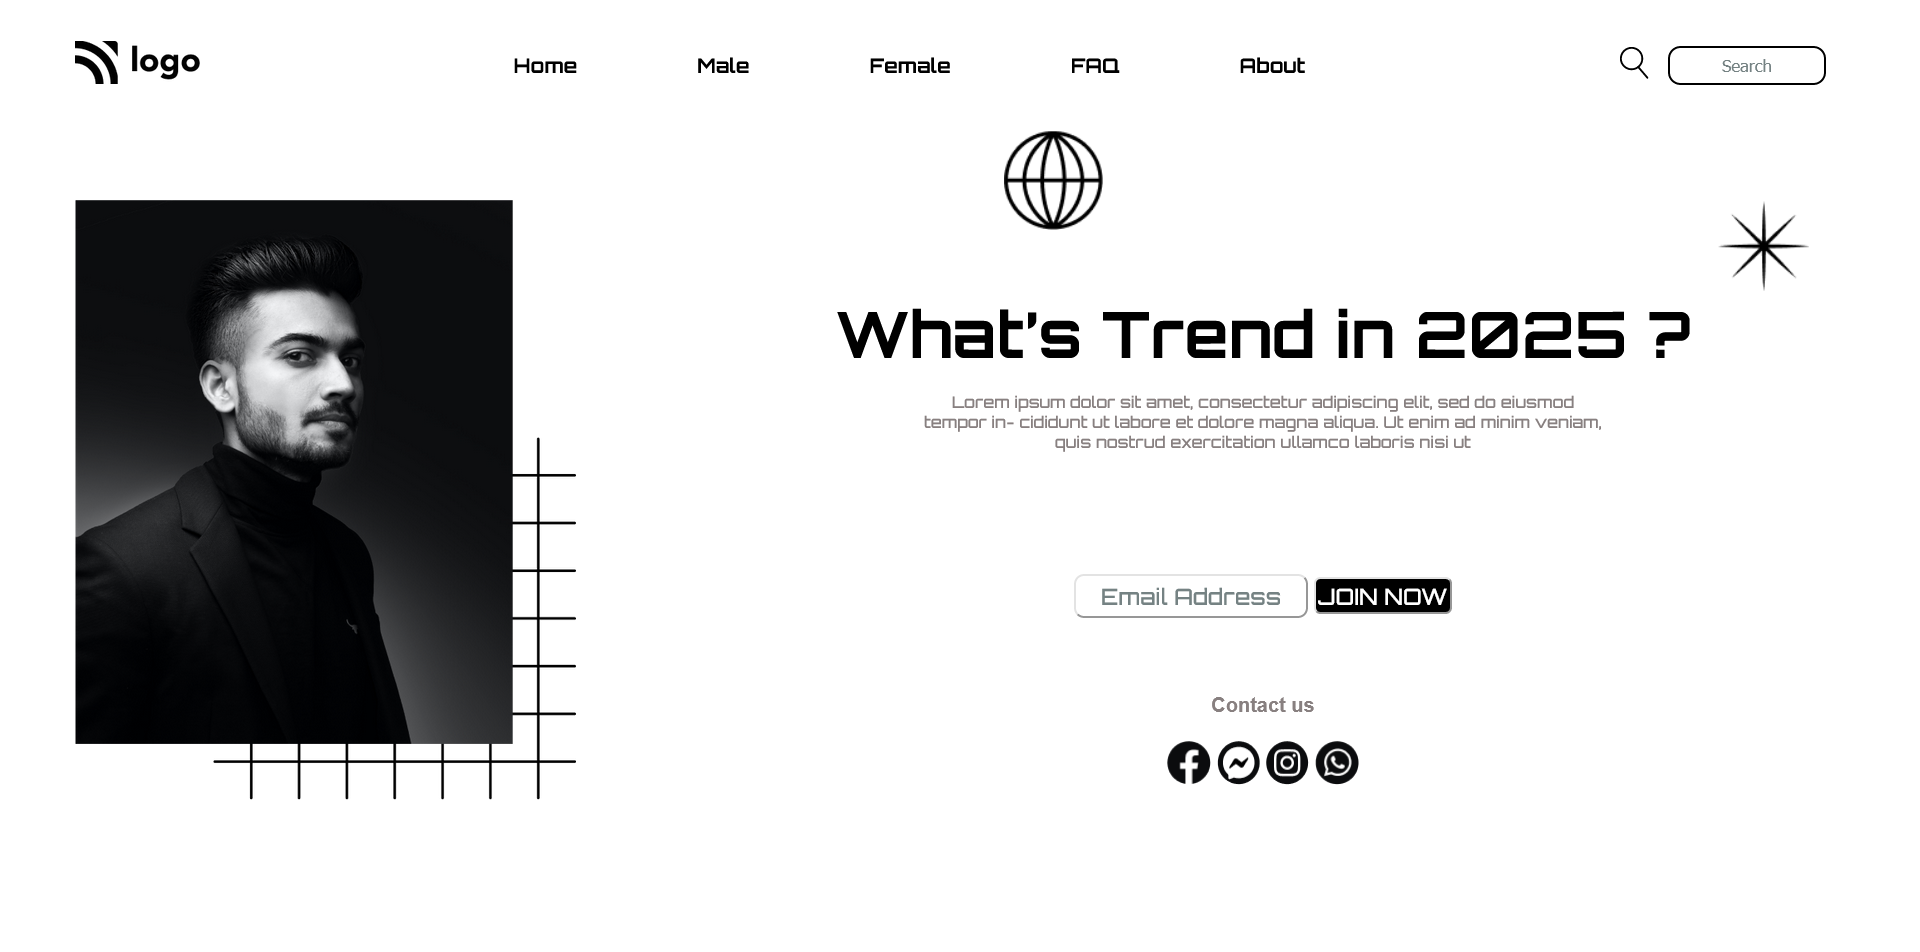 logo
Home Male Female FAQ About
Search
What's Trend in 2025 ?
Lorem ipsum dolor sit amet, consectetur adipiscing elit, sed do eiusmod
tempor in- cididunt ut labore et dolore magna aliqua. Ut enim ad minim veniam,
quis nostrud exercitation ullamco laboris nisi ut
Email Address JOIN NOW
Contact us